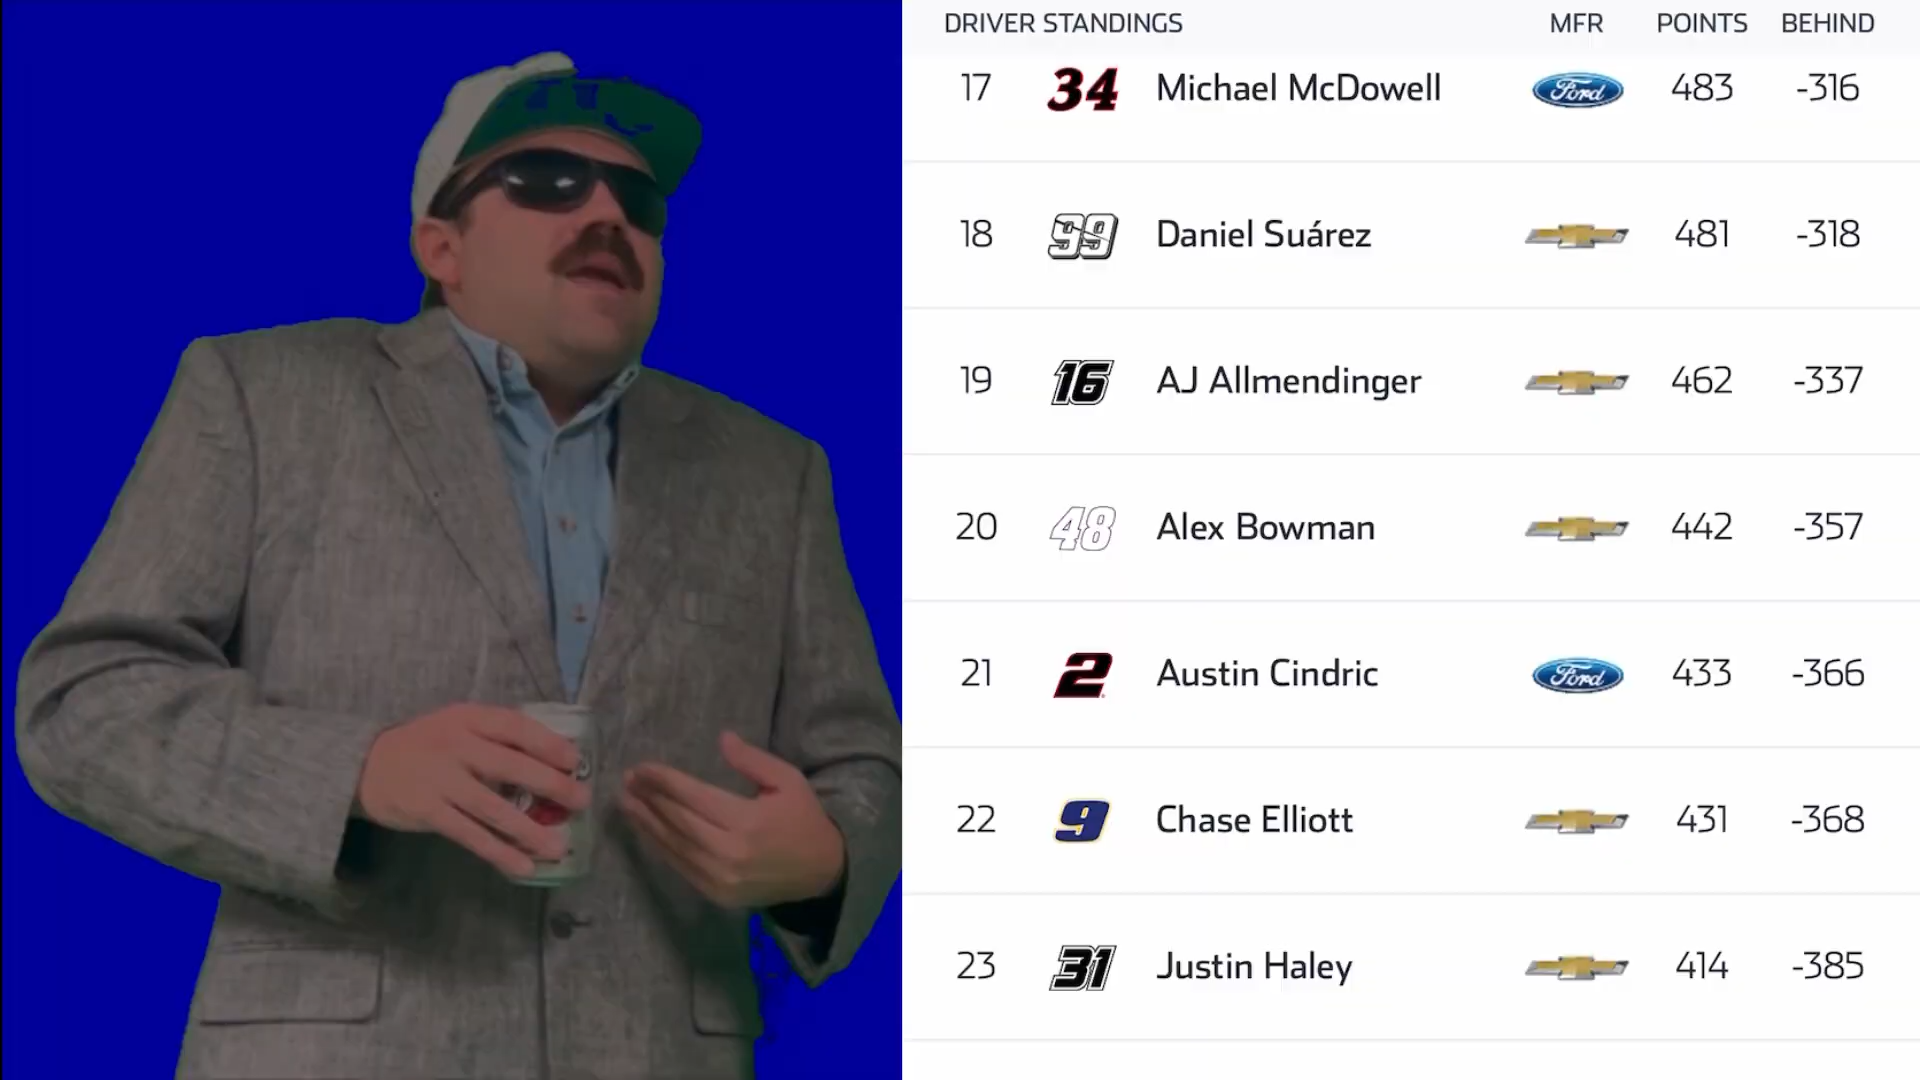 DRIVER STANDINGS MFR POINTS BEHIND
17 34 Michael McDowell Ford 483 -316
18 99 Daniel Suárez 481 -318
19 16 AJ Allmendinger 462 -337
20 48 Alex Bowman 442 -357
21 2 Austin Cindric Ford 433 -366
22 9 Chase Elliott 431 -368
23 31 Justin Haley 414 -385